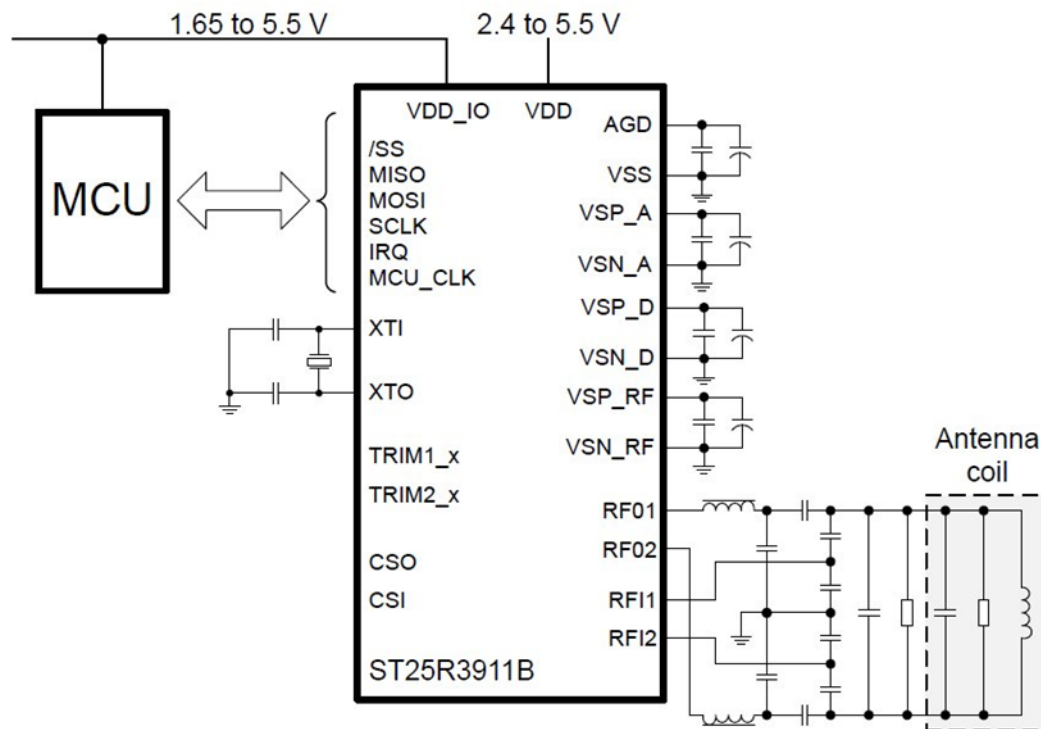 1.65 to 5.5 V
2.4 to 5.5 V
VDD_IO
VDD
MCU
/SS
MISO
MOSI
SCLK
IRQ
MCU_CLK
XTI
XTO
TRIM1_x
TRIM2_x
CSO
CSI
ST25R3911B
AGD
VSS
VSP_A
VSN_A
VSP_D
VSN_D
VSP_RF
VSN_RF
RF01
RF02
RFI1
RFI2
Antenna
coil